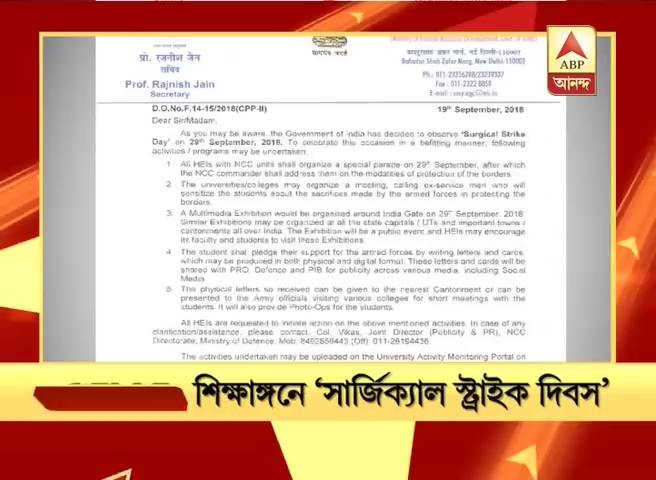 ABP
আনন্দ
प्रो. रजनीश जैन
सचिव
Prof. Rajnish Jain
Secretary
बहादुरशाह ज़फ़र मार्ग, नई दिल्ली-110002
Bahadur Shah Zafar Marg, New Delhi-110002
Ph.: 011-23236288/23239337
Fax: 011-2323 8858
D.O.No.F.14-15/2018(CPP-II)
19th September, 2018
Dear Sir/Madam,
As you may be aware, the Government of India has decided to observe 'Surgical Strike
Day' on 29th September, 2018. To celebrate this occasion in a befitting manner, following
activities / programs may be undertaken:
1. All HEIs with NCC units shall organize a special parade on 29th September, after which
the NCC commander shall address them on the modalities of protection of the borders.
2. The universities/colleges may organize a meeting, calling ex-service men who will
sensitize the students about the sacrifices made by the armed forces in protecting the
borders.
3. A Multimedia Exhibition would be organised around India Gate on 29th September, 2018.
Similar Exhibitions may be organized at all the state capitals / UTs and important towns /
cantonments all over India. The Exhibition will be a public event and HEIs may encourage
its faculty and students to visit these Exhibitions.
4. The student shall pledge their support for the armed forces by writing letters and cards,
which may be produced in both physical and digital format. These letters and cards will be
shared with PRO, Defence and PIB for publicity across various media, including Social
Media.
5. The physical letters so received can be given to the nearest Cantonment or can be
presented to the Army officials visiting various colleges for short meetings with the
students. It will also provide Photo-Ops for the students.
All HEIs are requested to initiate action on the above mentioned activities. In case of any
clarification/assistance, please contact, Col. Vikas, Joint Director (Publicity & PR), NCC
Directorate, Ministry of Defence, Mob: (Off): 011-26194436.
The activities undertaken may be uploaded on the University Activity Monitoring Portal on
শিক্ষাঙ্গনে ‘সার্জিক্যাল স্ট্রাইক দিবস’